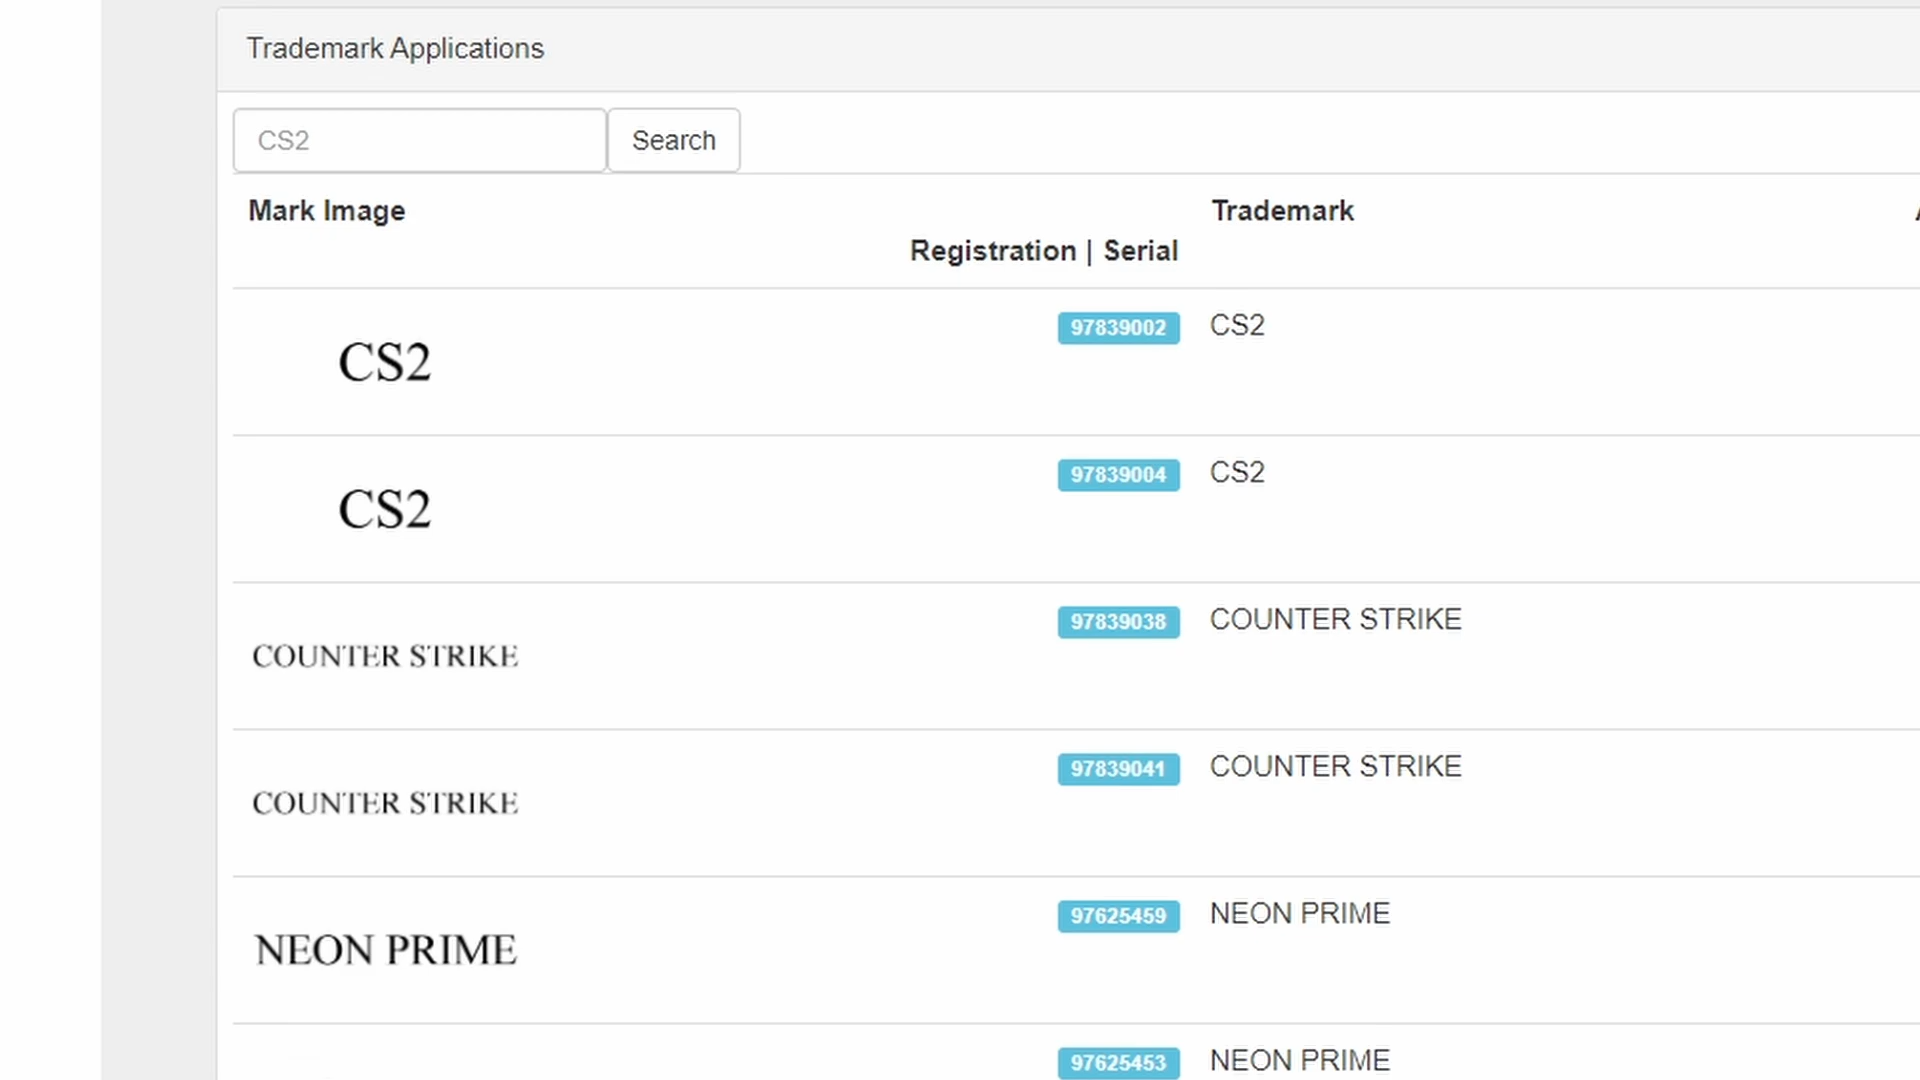 Trademark Applications
CS2 Search
Mark Image Trademark
Registration | Serial
97839002 CS2
CS2
97839004 CS2
CS2
97839038 COUNTER STRIKE
COUNTER STRIKE
97839041 COUNTER STRIKE
COUNTER STRIKE
97625459 NEON PRIME
NEON PRIME
97625453 NEON PRIME